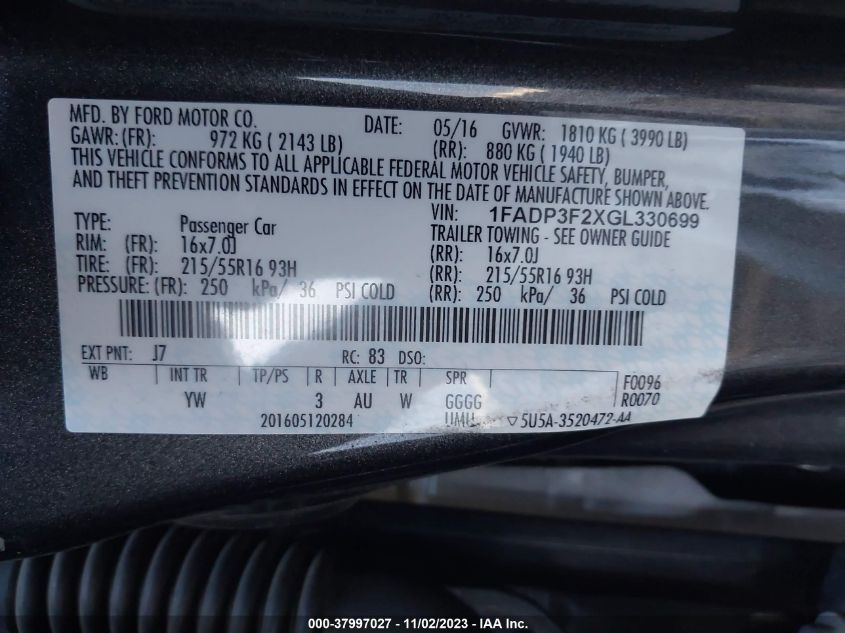 MFD. BY FORD MOTOR CO. DATE: 05/16 GVWR: 1810 KG ( 3990 LB)
GAWR: (FR): 972 KG ( 2143 LB) (RR): 880 KG ( 1940 LB)
THIS VEHICLE CONFORMS TO ALL APPLICABLE FEDERAL MOTOR VEHICLE SAFETY, BUMPER,
AND THEFT PREVENTION STANDARDS IN EFFECT ON THE DATE OF MANUFACTURE SHOWN ABOVE.
VIN: 1FADP3F2XGL330699
TYPE: Passenger Car TRAILER TOWING - SEE OWNER GUIDE
RIM: (FR): 16x7.0J (RR): 16x7.0J
TIRE: (FR): 215/55R16 93H (RR): 215/55R16 93H
PRESSURE: (FR): 250 kPa/ 36 PSI COLD (RR): 250 kPa/ 36 PSI COLD
EXT PNT: J7 RC: 83 DSO:
WB INT TR TP/PS R AXLE TR SPR F0096
YW 3 AU W GGGG R0070
201605120284 UMU ▽5U5A-3520472-AA
000-37997027 - 11/02/2023 - IAA Inc.